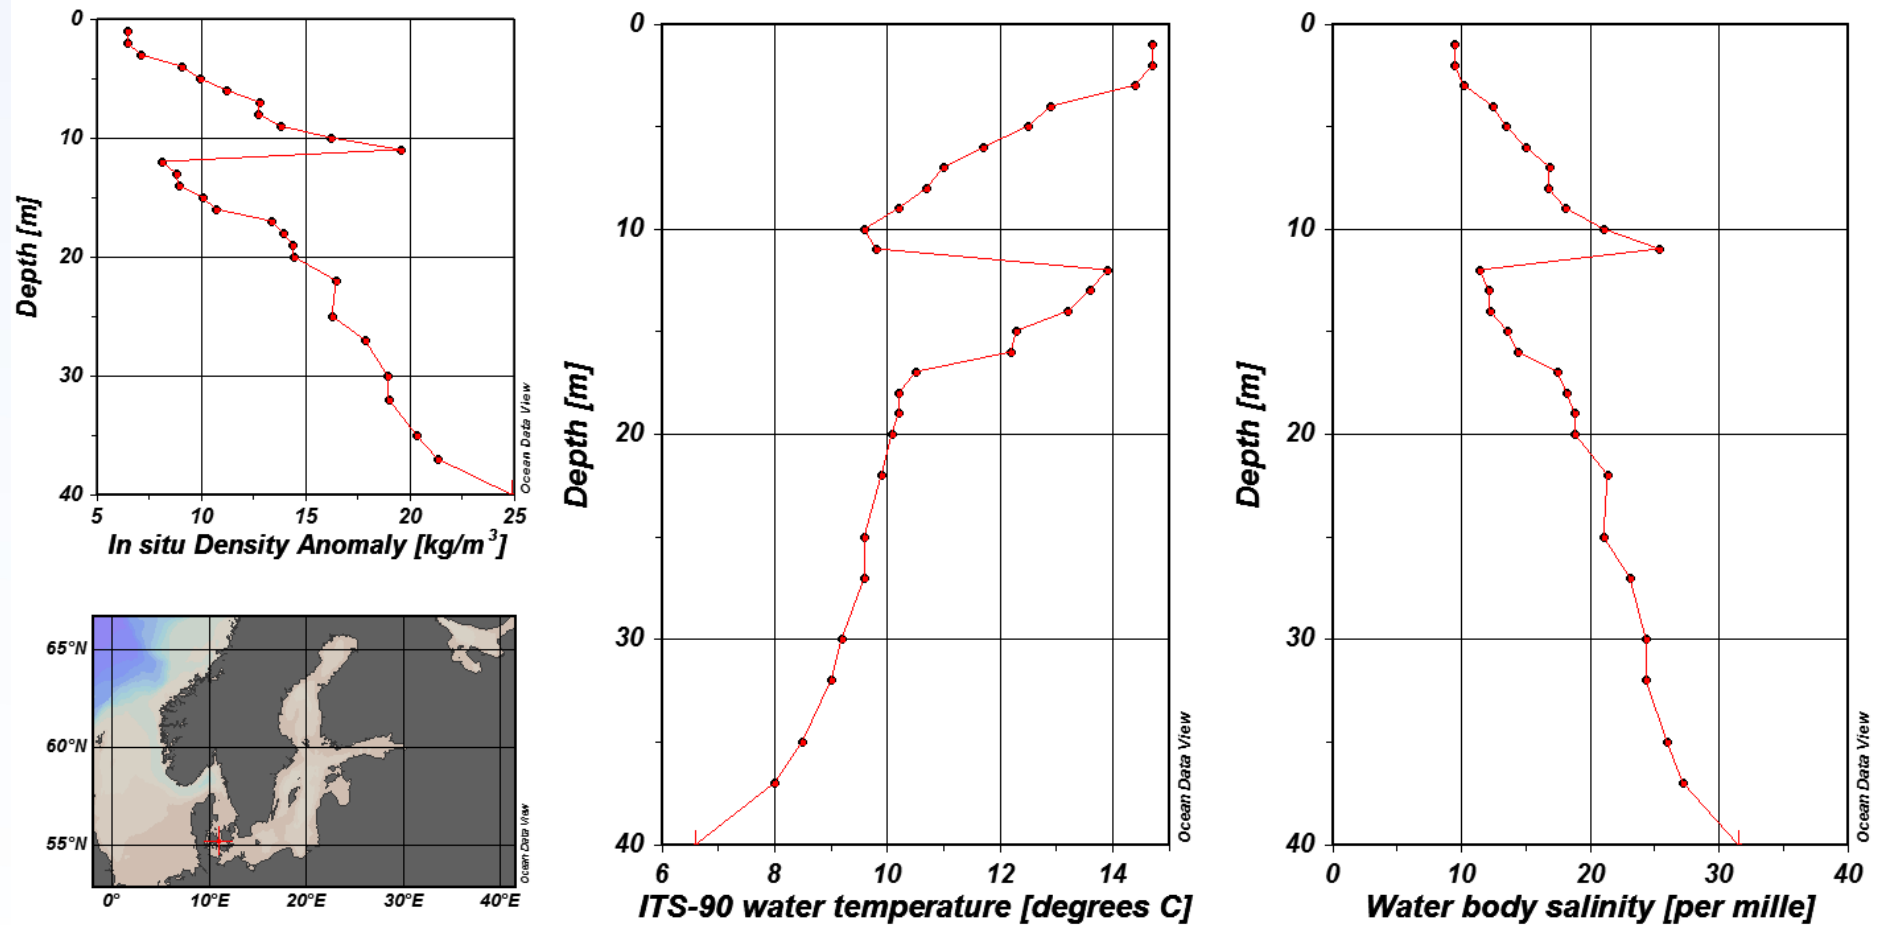 0
10
20
30
40
Depth [m]
5
10
15
20
25
In situ Density Anomaly [kg/m³]
Ocean Data View
65°N
60°N
55°N
0°
10°E
20°E
30°E
40°E
Ocean Data View
0
10
20
30
40
Depth [m]
6
8
10
12
14
ITS-90 water temperature [degrees C]
Ocean Data View
0
10
20
30
40
Depth [m]
0
10
20
30
40
Water body salinity [per mille]
Ocean Data View